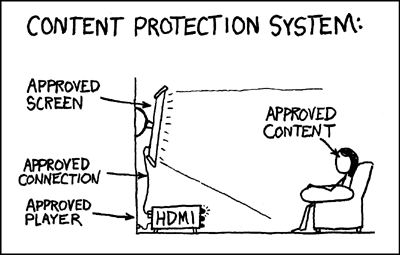 CONTENT PROTECTION SYSTEM:
APPROVED
SCREEN
APPROVED
CONTENT
APPROVED
CONNECTION
APPROVED
PLAYER
HDMI